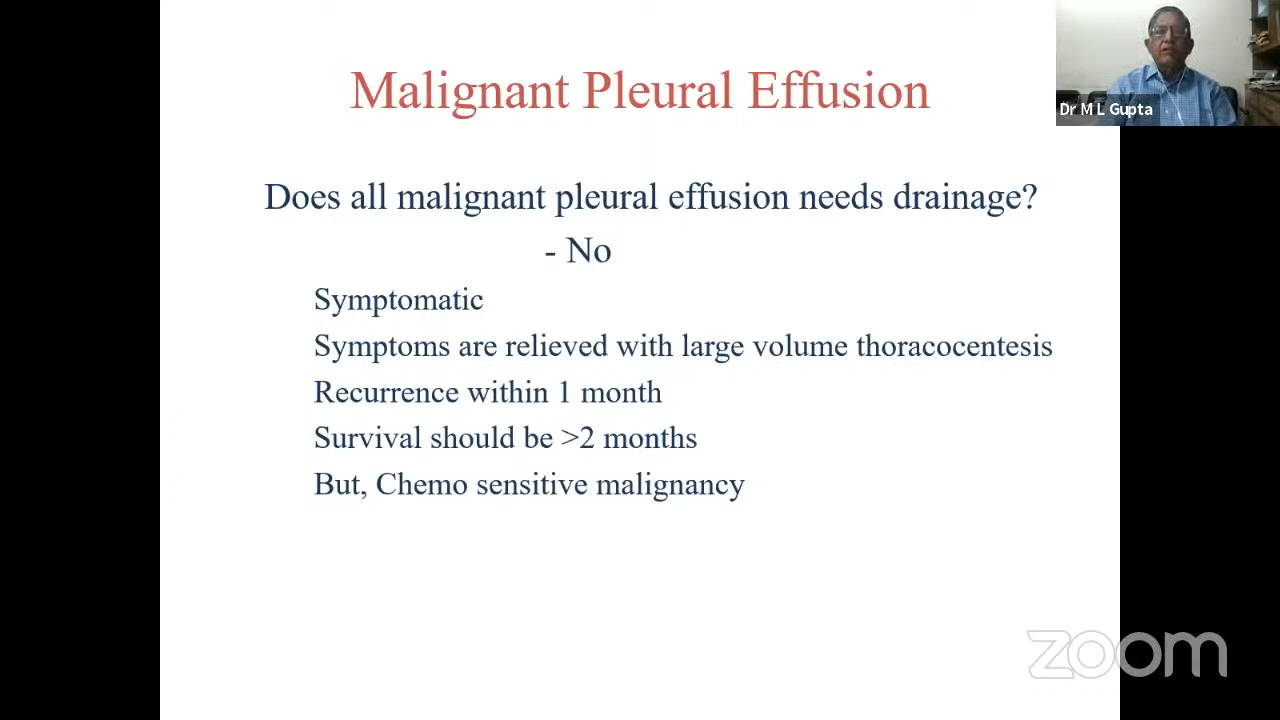 Malignant Pleural Effusion
Dr M L Gupta
Does all malignant pleural effusion needs drainage?
- No
Symptomatic
Symptoms are relieved with large volume thoracocentesis
Recurrence within 1 month
Survival should be >2 months
But, Chemo sensitive malignancy
zoom